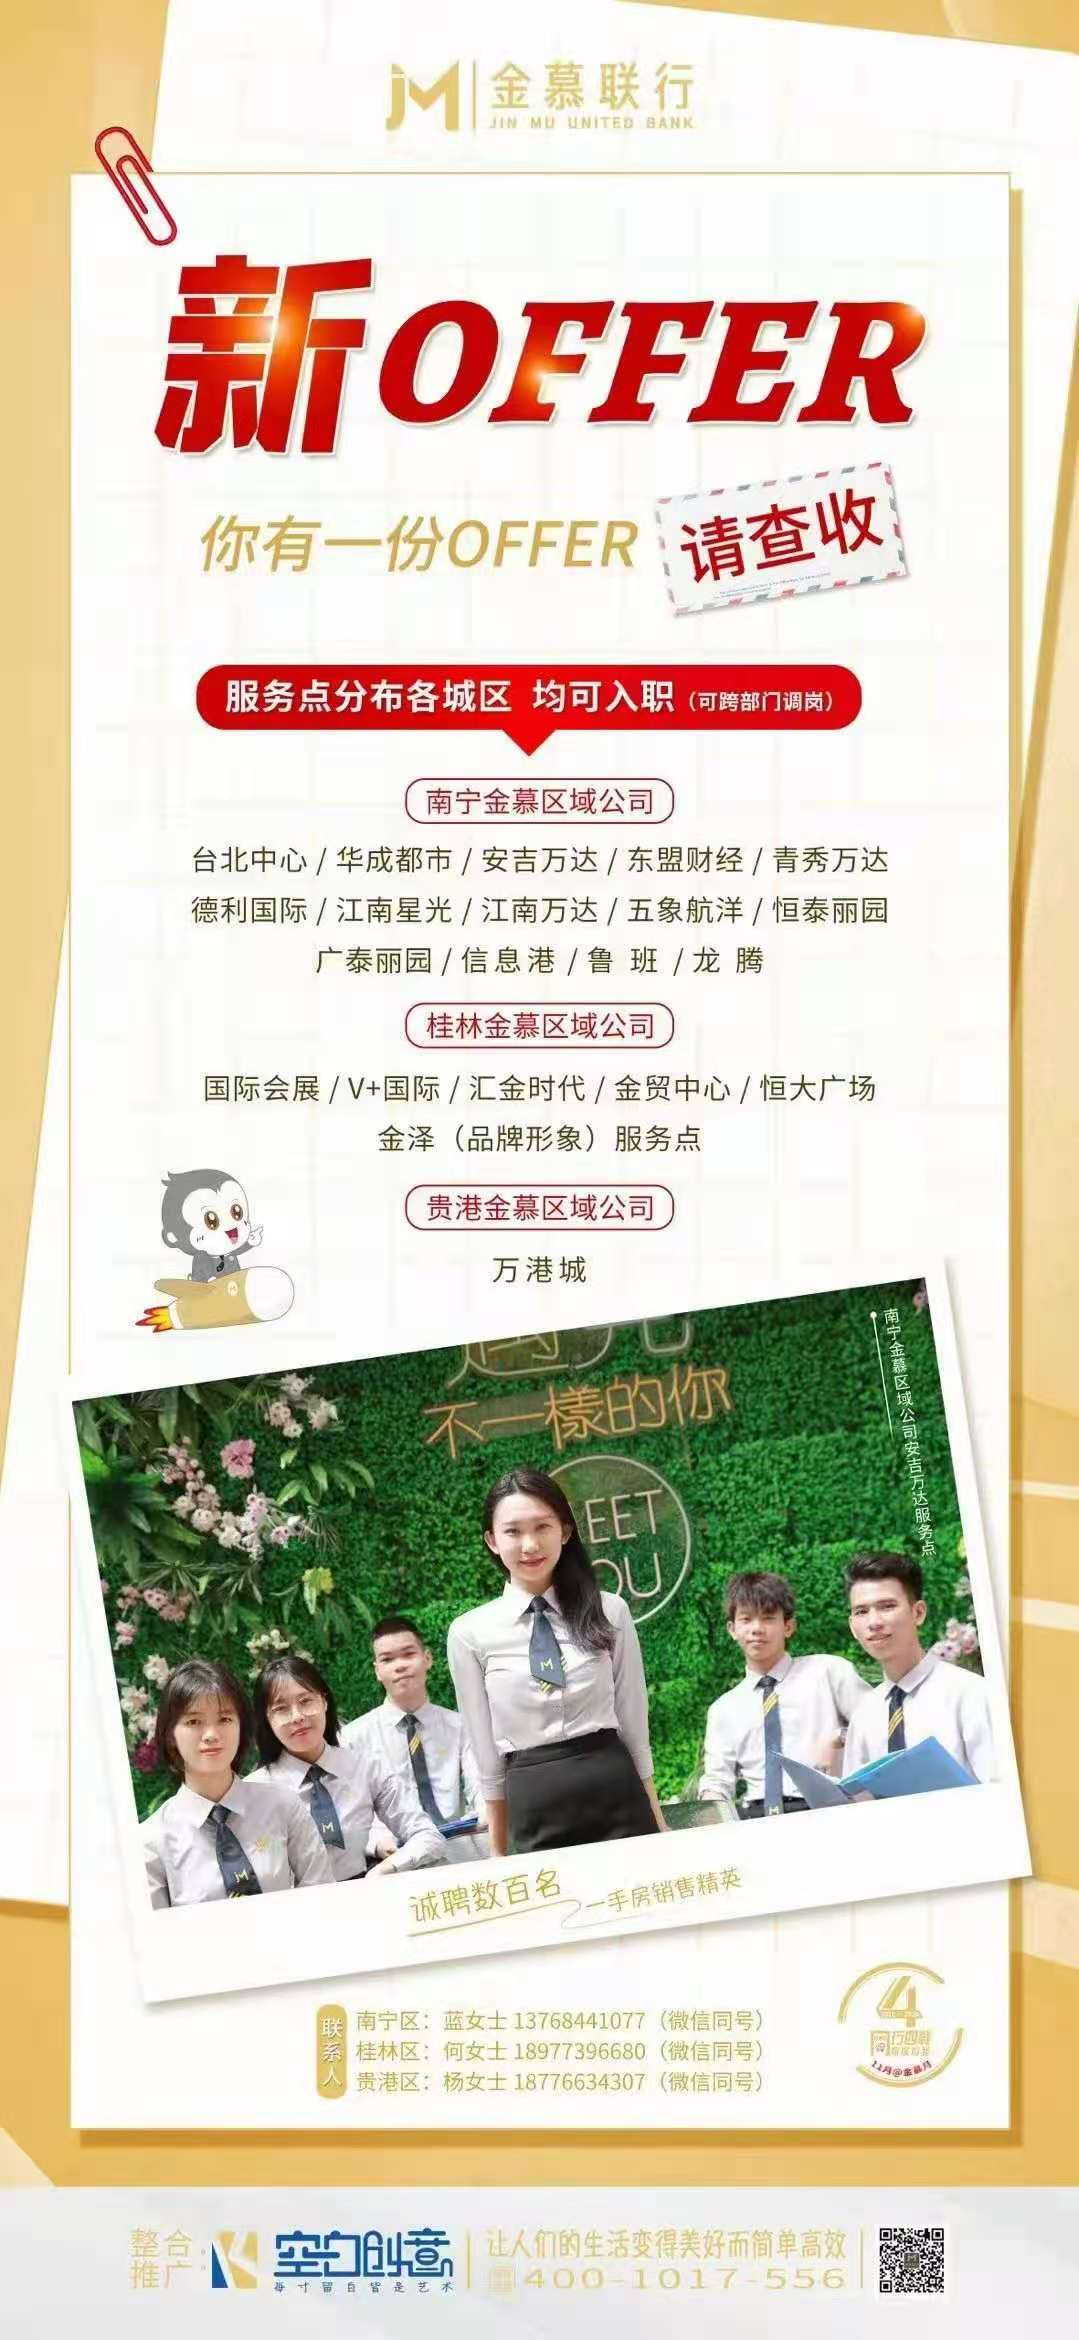 JM 金慕联行
JIN MU UNITED BANK
新OFFER
你有一份OFFER 请查收
服务点分布各城区 均可入职（可跨部门调岗）
南宁金慕区域公司
台北中心 / 华成都市 / 安吉万达 / 东盟财经 / 青秀万达
德利国际 / 江南星光 / 江南万达 / 五象航洋 / 恒泰丽园
广泰丽园 / 信息港 / 鲁 班 / 龙 腾
桂林金慕区域公司
国际会展 / V+国际 / 汇金时代 / 金贸中心 / 恒大广场
金泽（品牌形象）服务点
贵港金慕区域公司
万港城
南宁金慕区域公司安吉万达服务点
不一樣的你
EET
OU
诚聘数百名 一手房销售精英
联系人
南宁区：蓝女士 13768441077（微信同号）
桂林区：何女士 18977396680（微信同号）
贵港区：杨女士 18776634307（微信同号）
4
11月@金慕月
整合推广：
空白创意
每寸留白皆是艺术
让人们的生活变得美好而简单高效
400-1017-556